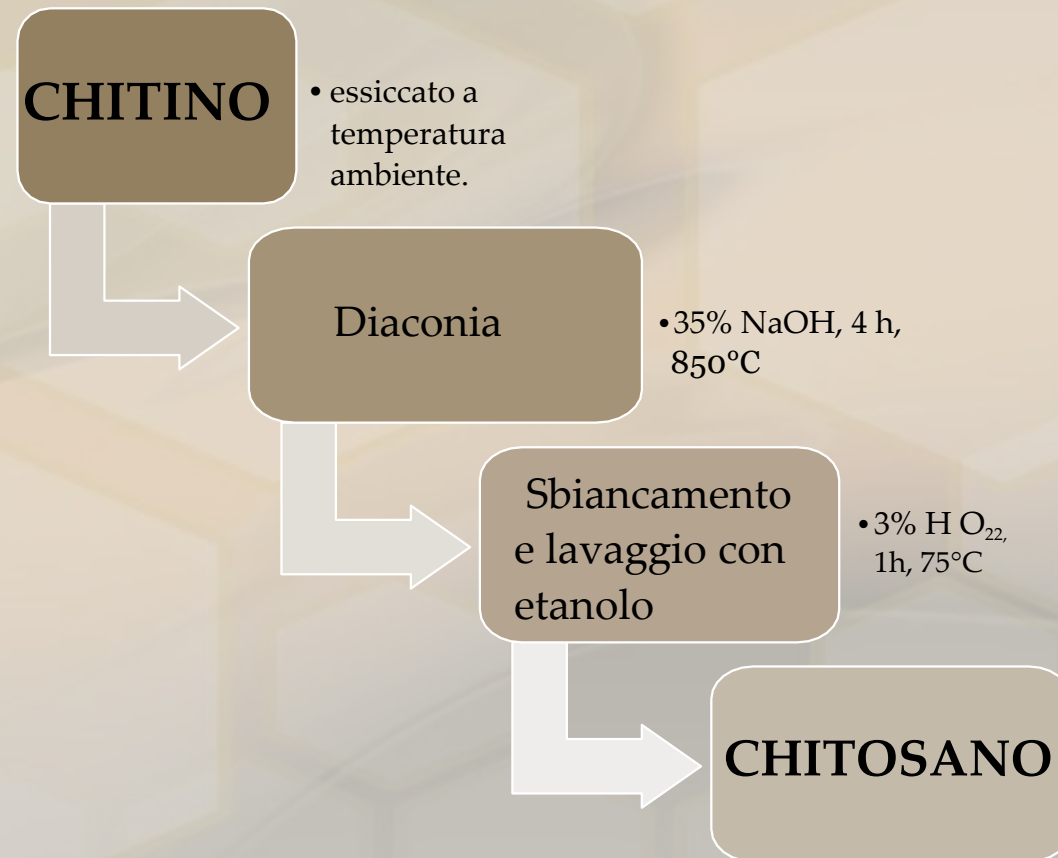 CHITINO
• essiccato a
temperatura
ambiente.
Diaconia
•35% NaOH, 4 h,
850°C
Sbiancamento
e lavaggio con
etanolo
•3% H O₂₂,
1h, 75°C
CHITOSANO